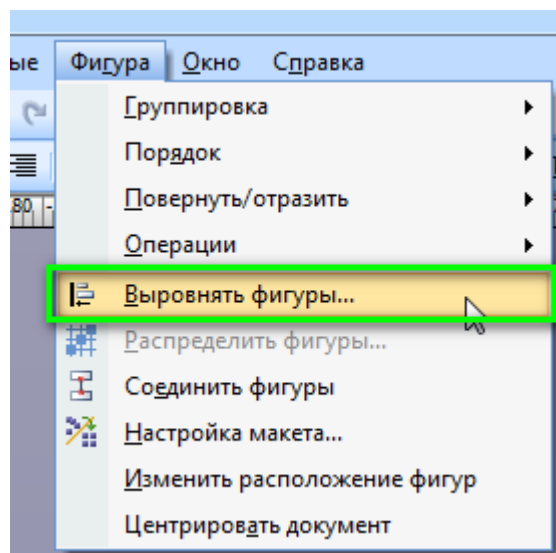 ые Фигура Окно Справка
Группировка
Порядок
80
Повернуть/отразить
Операции
Выровнять фигуры...
Распределить фигуры...
Соединить фигуры
Настройка макета...
Изменить расположение фигур
Центрировать документ